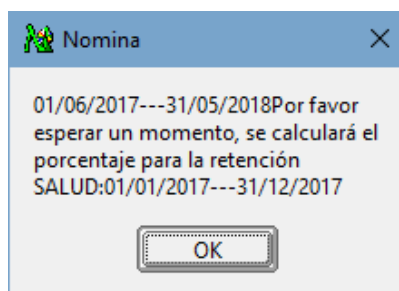 Nomina
01/06/2017---31/05/2018Por favor
esperar un momento, se calculará el
porcentaje para la retención
SALUD:01/01/2017---31/12/2017
OK